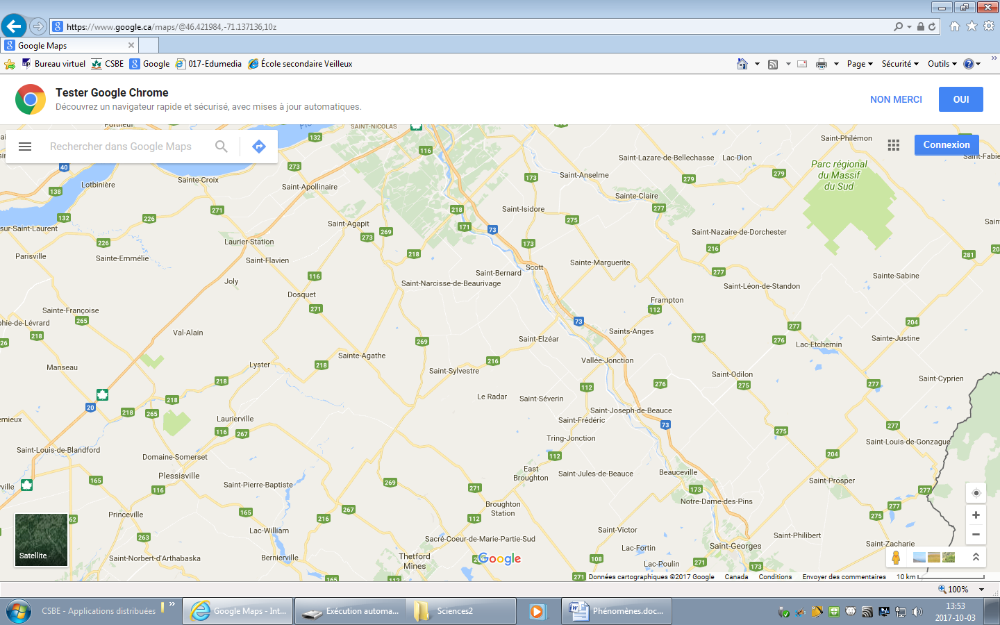 https://www.google.ca/maps/@46.421984,-71.137136,10z
Google Maps
Bureau virtuel
CSBE
Google
017-Edumedia
École secondaire Veilleux
Page
Sécurité
Outils
Tester Google Chrome
Découvrez un navigateur rapide et sécurisé, avec mises à jour automatiques.
NON MERCI
OUI
Rechercher dans Google Maps
Connexion
SAINT-NICOLAS
132
116
273
40
138
132
Lotbinière
Sainte-Croix
Saint-Apollinaire
271
226
226
sur-Saint-Laurent
Parisville
Sainte-Emmélie
Laurier-Station
Saint-Flavien
Saint-Agapit
273
269
218
171
218
73
173
173
Saint-Anselme
Saint-Isidore
275
Saint-Lazare-de-Bellechasse
Lac-Dion
279
279
Sainte-Claire
277
Saint-Philémon
Parc régional
du Massif
du Sud
Saint-Nazaire-de-Dorchester
216
277
281
Joly
116
Dosquet
271
Saint-Bernard
Scott
Saint-Narcisse-de-Beaurivage
Sainte-Marguerite
Saint-Léon-de-Standon
Sainte-Sabine
Frampton
112
Sainte-Françoise
265
218
Val-Alain
73
Saints-Anges
275
277
276
204
Lac-Etchemin
Sainte-Justine
Saint-Elzéar
269
216
Manseau
Lyster
218
Sainte-Agathe
Saint-Sylvestre
Vallée-Jonction
Saint-Odilon
275
276
277
Saint-Cyprien
218
218
20
218
265
Le Radar
Saint-Séverin
112
Saint-Joseph-de-Beauce
Saint-Frédéric
73
275
277
Laurierville
116
267
Tring-Jonction
112
Saint-Louis-de-Gonzague
Saint-Louis-de-Blandford
Domaine-Somerset
204
Plessisville
165
116
Saint-Pierre-Baptiste
269
271
East
Broughton
Saint-Jules-de-Beauce
Beauceville
173
Notre-Dame-des-Pins
Saint-Prosper
277
277
275
Broughton
Station
112
Princeville
263
165
216
267
Lac-William
Saint-Norbert-d'Arthabaska
Bernierville
165
Sacré-Coeur-de-Marie-Partie-Sud
Thetford
Mines
112
Google
Saint-Victor
Lac-Fortin
108
Lac-Poulin
271
Saint-Georges
173
Saint-Philibert
Saint-Zacharie
271
Satellite
Données cartographiques ©2017 Google
Canada
Conditions
Envoyer des commentaires
10 km
100%
CSBE - Applications distribuées
Google Maps - Int...
Exécution automa...
Sciences2
Phénomènes.doc...
13:53
2017-10-03